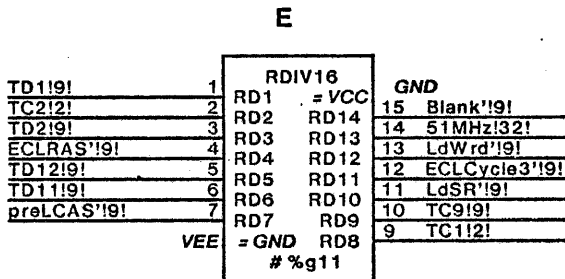 E
RDIV16
GND
TD1!9! 1 RD1 = VCC
TC2!2! 2 RD2 RD14 15 Blank'!9!
TD2!9! 3 RD3 RD13 14 51MHz!32!
ECLRAS'!9! 4 RD4 RD12 13 LdWrd'!9!
TD12!9! 5 RD5 RD11 12 ECLCycle3'!9!
TD11!9! 6 RD6 RD10 11 LdSR'!9!
preLCAS'!9! 7 RD7 RD9 10 TC9!9!
VEE = GND RD8 9 TC1!2!
# %g11